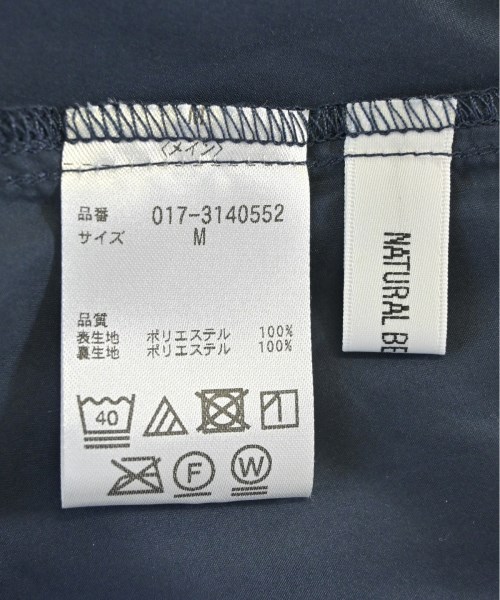 〈メイン〉
品番 017-3140552
サイズ M
品質
表生地 ポリエステル 100%
裏生地 ポリエステル 100%
40
F W
NATURAL BE